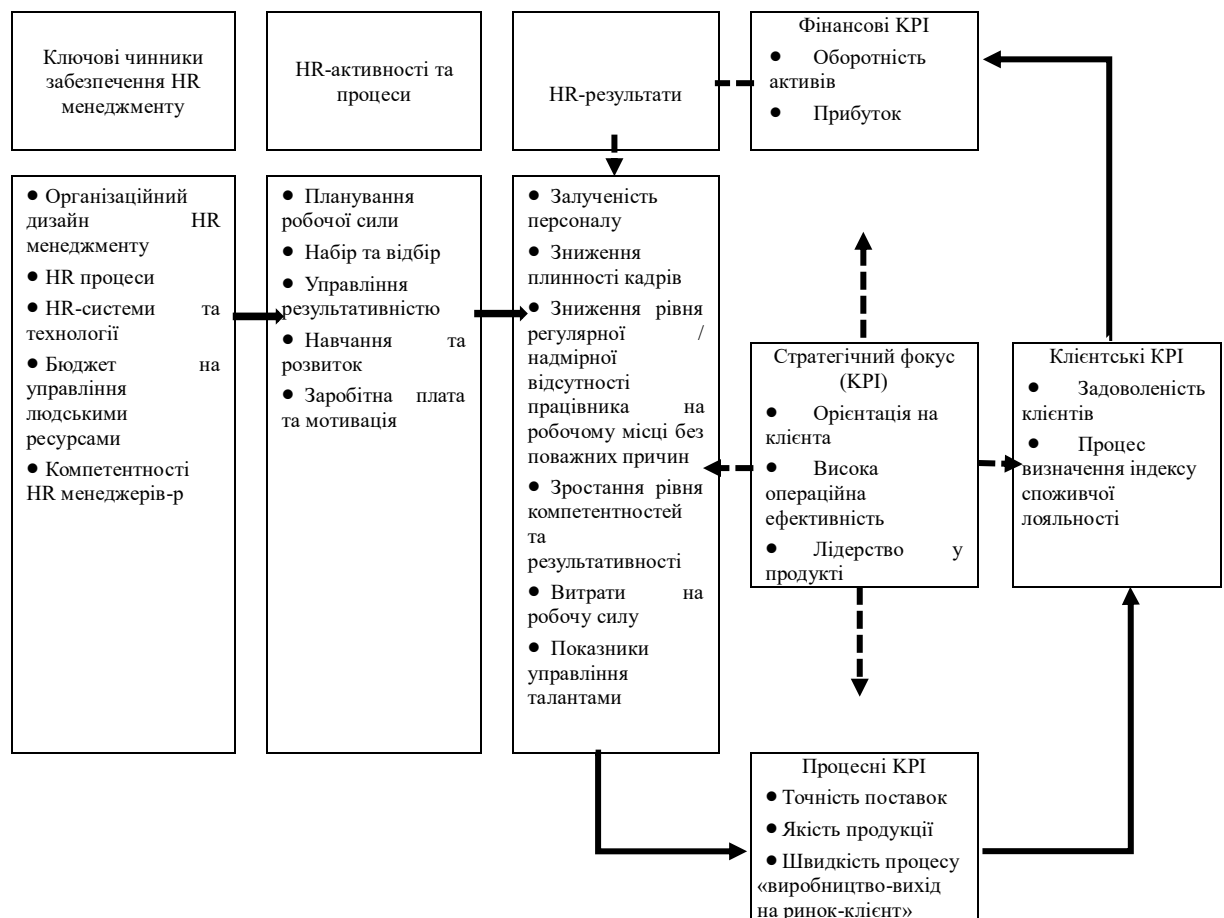 Ключові чинники
забезпечення HR
менеджменту
HR-активності та
процеси
HR-результати
Фінансові KPI
● Оборотність
активів
● Прибуток
● Організаційний
дизайн HR
менеджменту
● HR процеси
● HR-системи та
технології
● Бюджет на
управління
людськими
ресурсами
● Компетентності
HR менеджерів-р
● Планування
робочої сили
● Набір та відбір
● Управління
результативністю
● Навчання та
розвиток
● Заробітна плата
та мотивація
● Залученість
персоналу
● Зниження
плинності кадрів
● Зниження рівня
регулярної /
надмірної
відсутності
працівника на
робочому місці без
поважних причин
● Зростання рівня
компетентностей
та
результативності
● Витрати на
робочу силу
● Показники
управління
талантами
Стратегічний фокус
(KPI)
● Орієнтація на
клієнта
● Висока
операційна
ефективність
● Лідерство у
продукті
Клієнтські KPI
● Задоволеність
клієнтів
● Процес
визначення індексу
споживчої
лояльності
Процесні KPI
● Точність поставок
● Якість продукції
● Швидкість процесу
«виробництво-вихід
на ринок-клієнт»